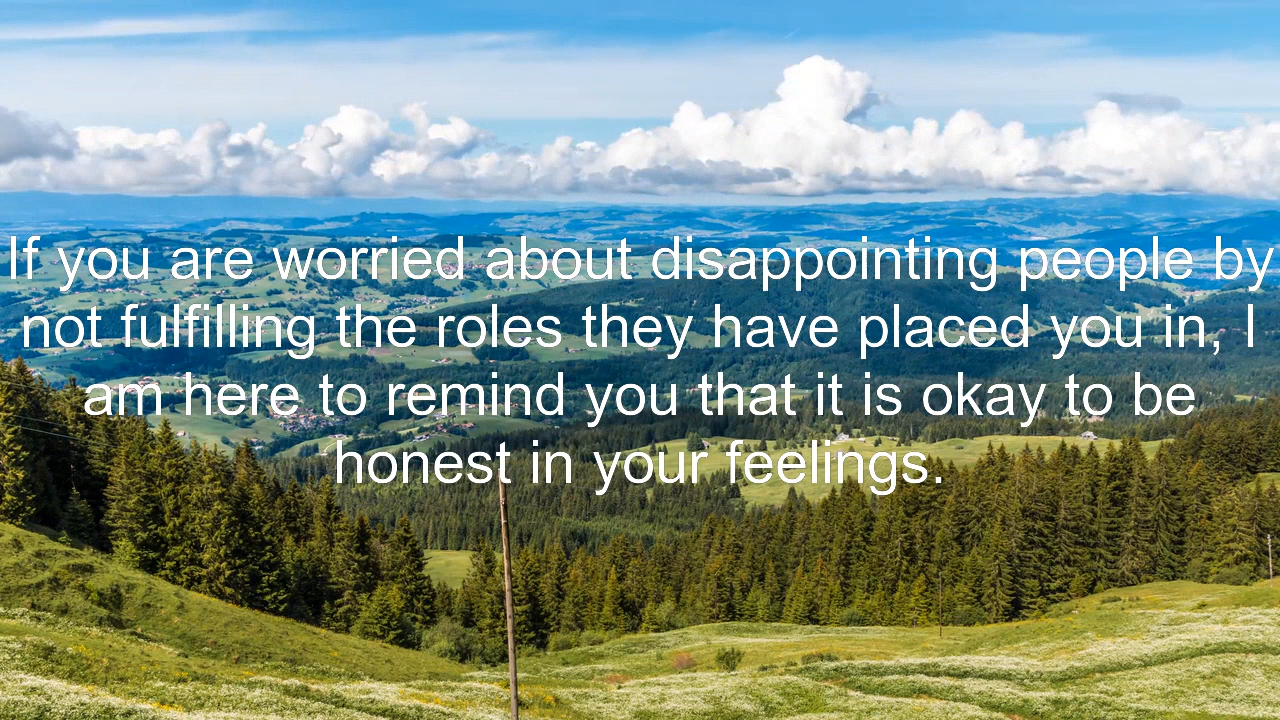 If you are worried about disappointing people by
not fulfilling the roles they have placed you in, I
am here to remind you that it is okay to be
honest in your feelings.